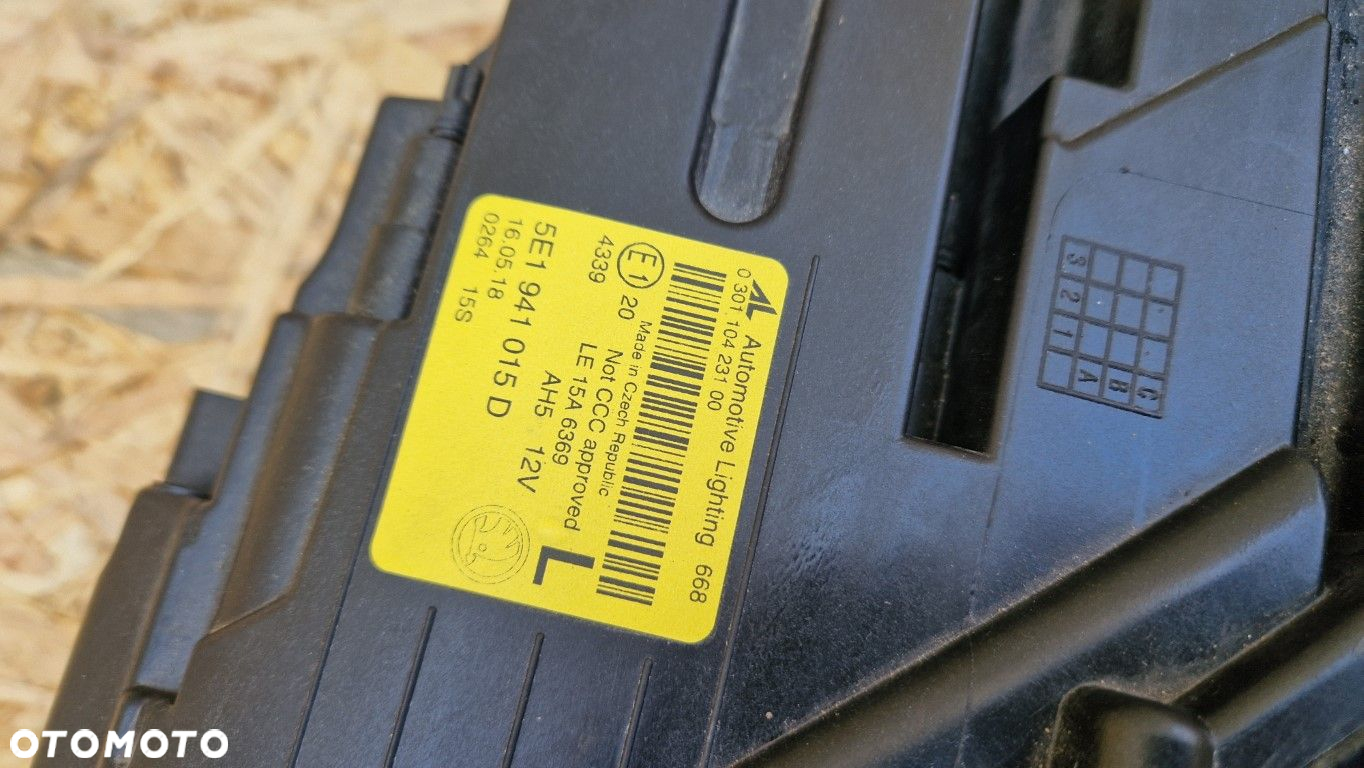 Automotive Lighting 668
0 301 104 231 00
E1 20
4339
Made in Czech Republic
Not CCC approved
LE 15A 6369
AH5 12V
L
5E1 941 015 D
16.05.18
0264 15S
C
B
A
3 2 1
OTOMOTO